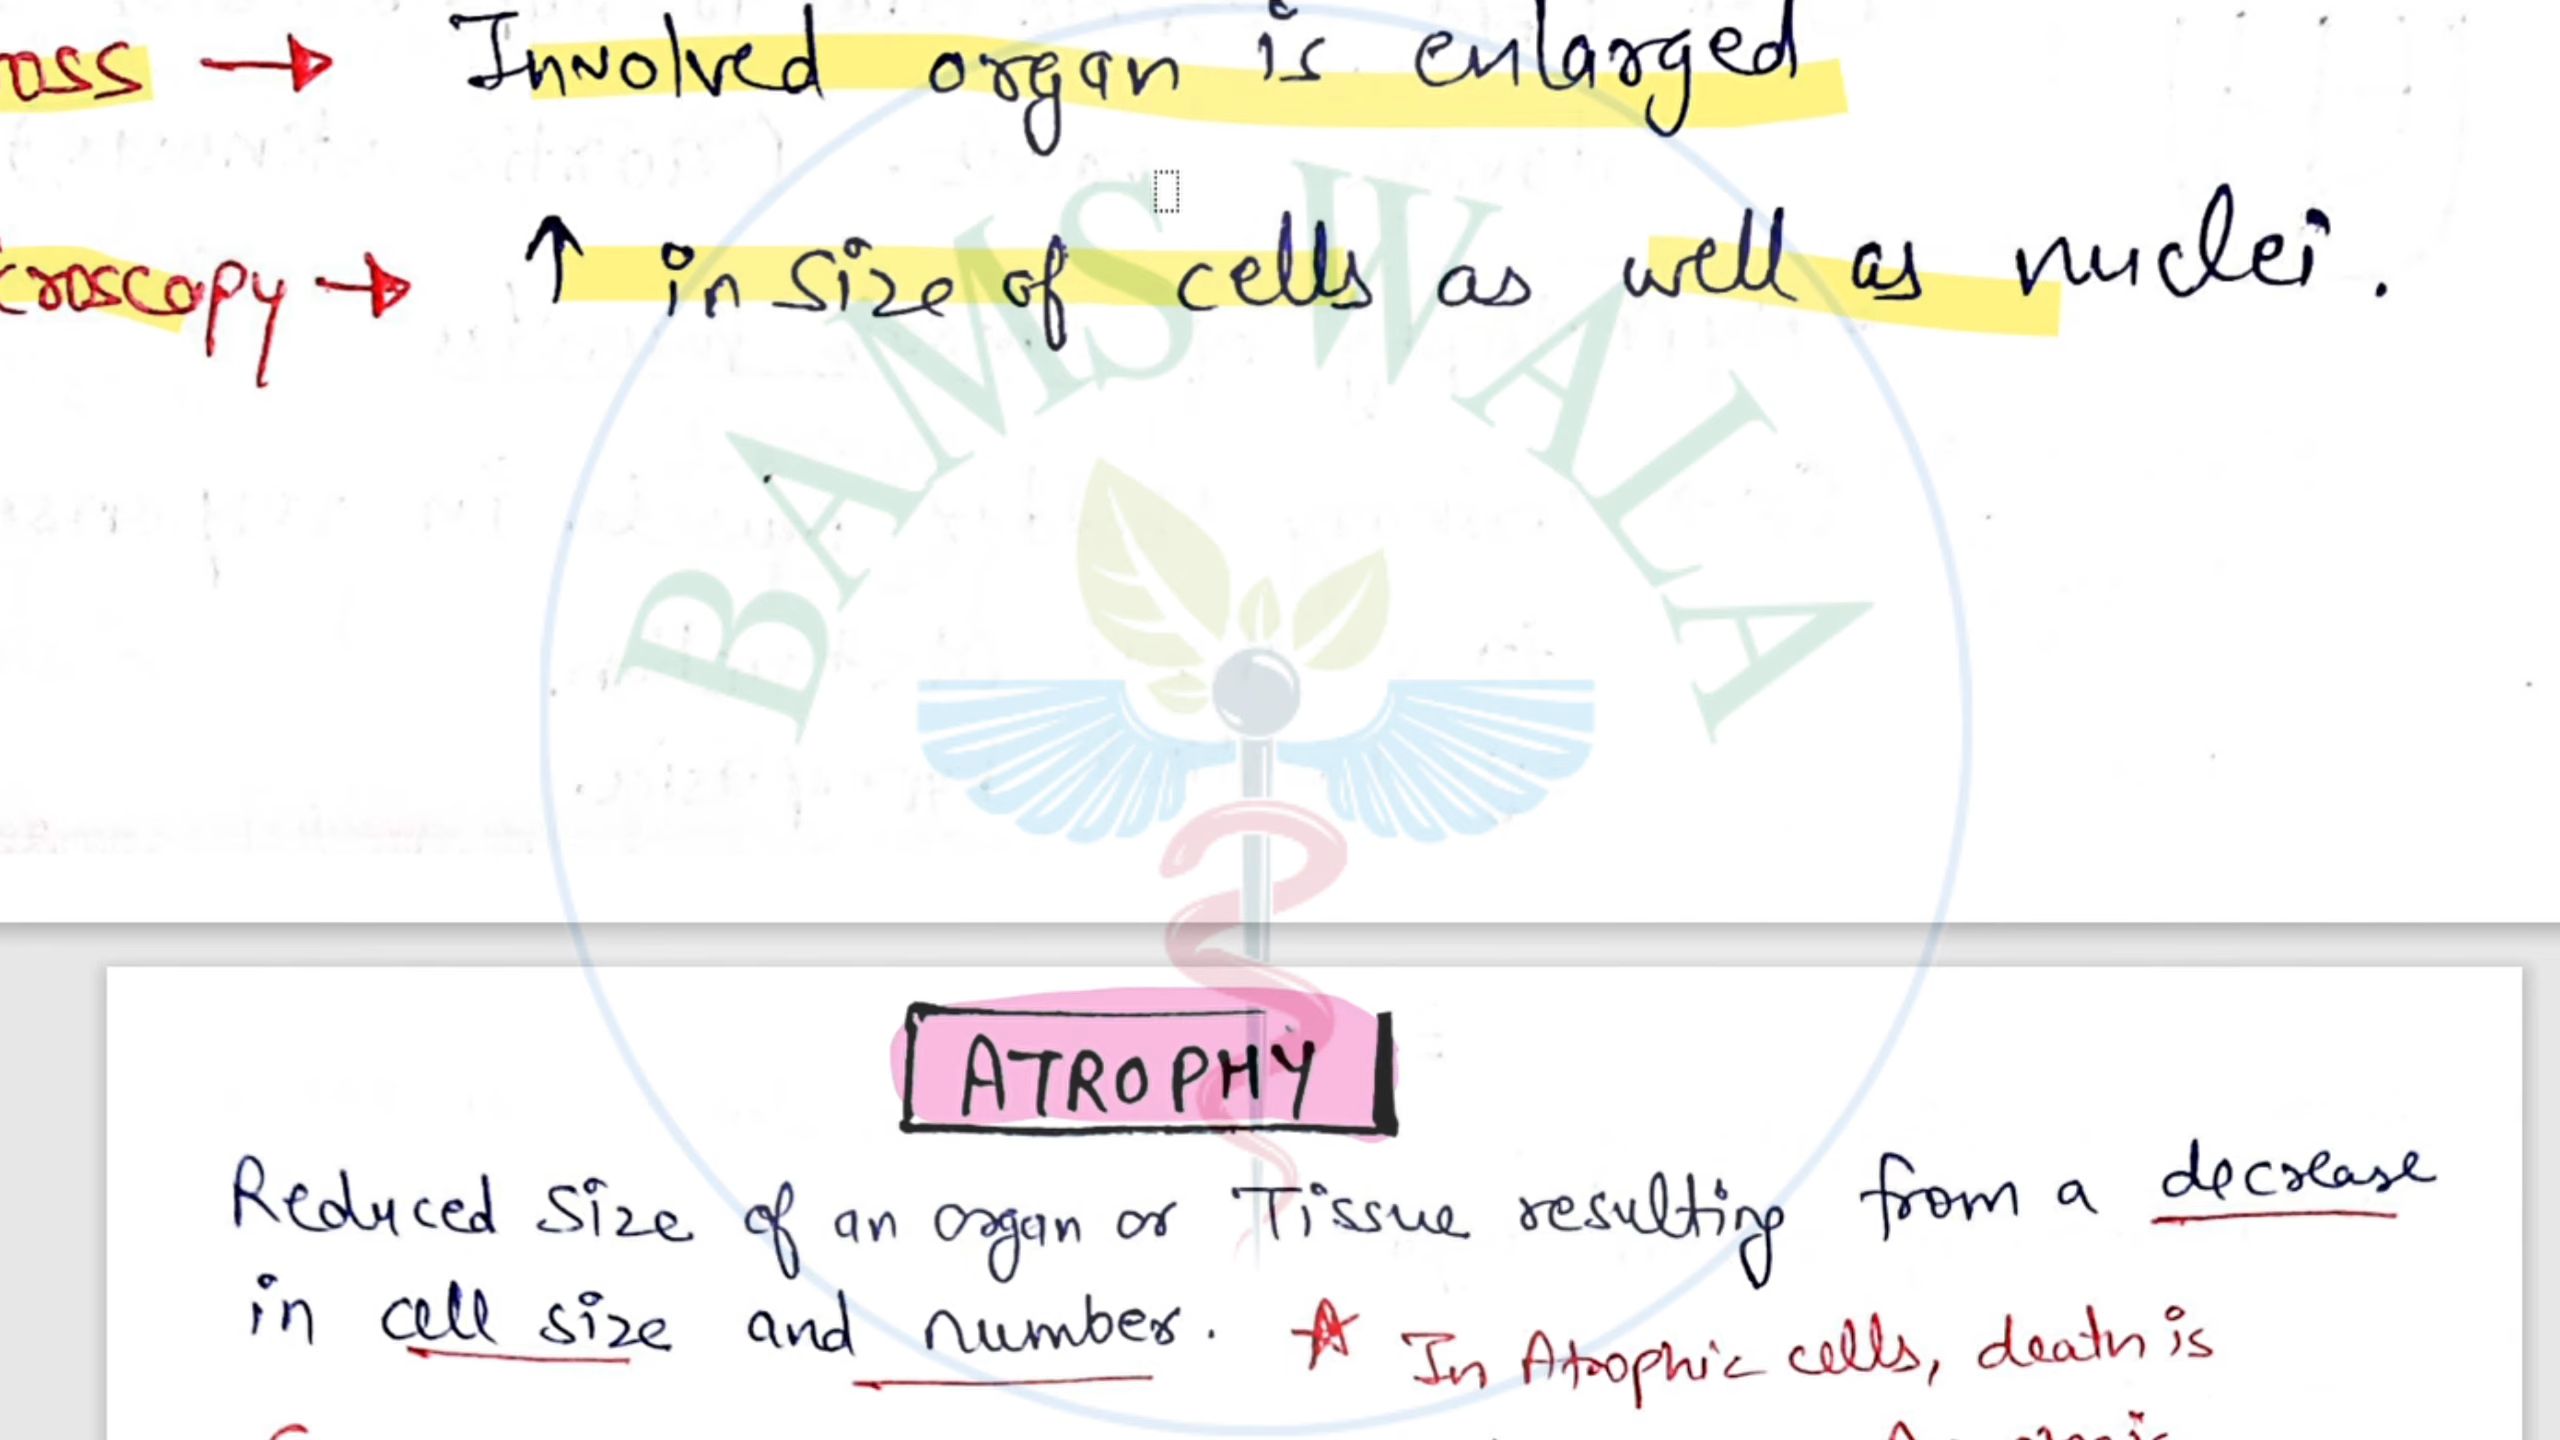 oss → Involved organ is enlarged
croscopy → ↑ in size of cells as well as nuclei.
BAMS WALA
ATROPHY
Reduced size of an organ or Tissue resulting from a decrease
in cell size and number. ☆ In Atrophic cells, death is